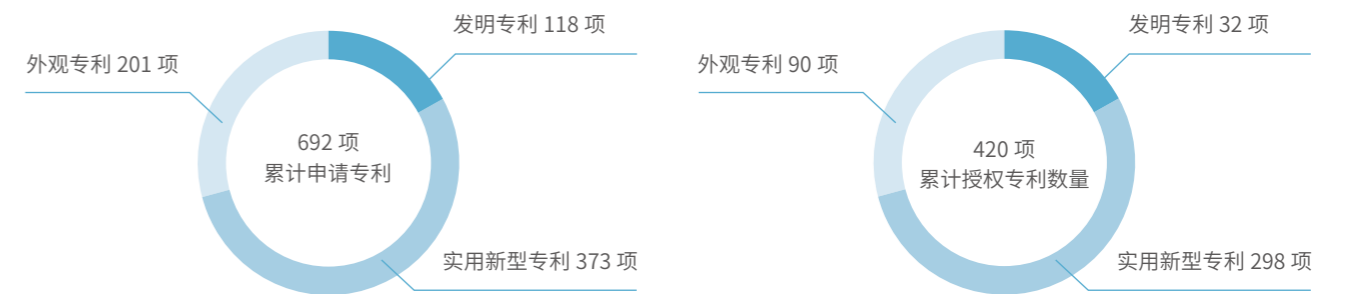 发明专利 118 项
外观专利 201 项
692 项
累计申请专利
实用新型专利 373 项
发明专利 32 项
外观专利 90 项
420 项
累计授权专利数量
实用新型专利 298 项